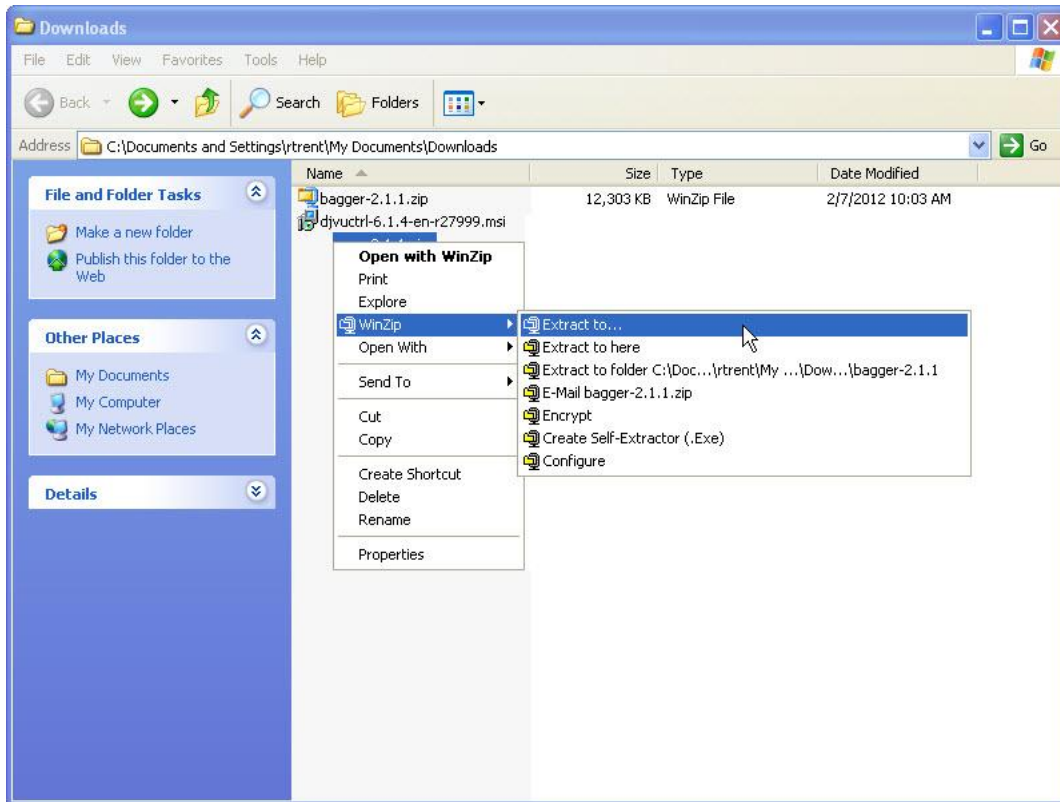 Downloads
File Edit View Favorites Tools Help
Back Search Folders
Address C:\Documents and Settings\rtrent\My Documents\Downloads Go
File and Folder Tasks
Make a new folder
Publish this folder to the
Web
Other Places
My Documents
My Computer
My Network Places
Details
Name Size Type Date Modified
bagger-2.1.1.zip 12,303 KB WinZip File 2/7/2012 10:03 AM
djvuctrl-6.1.4-en-r27999.msi
Open with WinZip
Print
Explore
WinZip
Open With
Send To
Cut
Copy
Create Shortcut
Delete
Rename
Properties
Extract to...
Extract to here
Extract to folder C:\Doc...\rtrent\My ...\Dow...\bagger-2.1.1
E-Mail bagger-2.1.1.zip
Encrypt
Create Self-Extractor (.Exe)
Configure